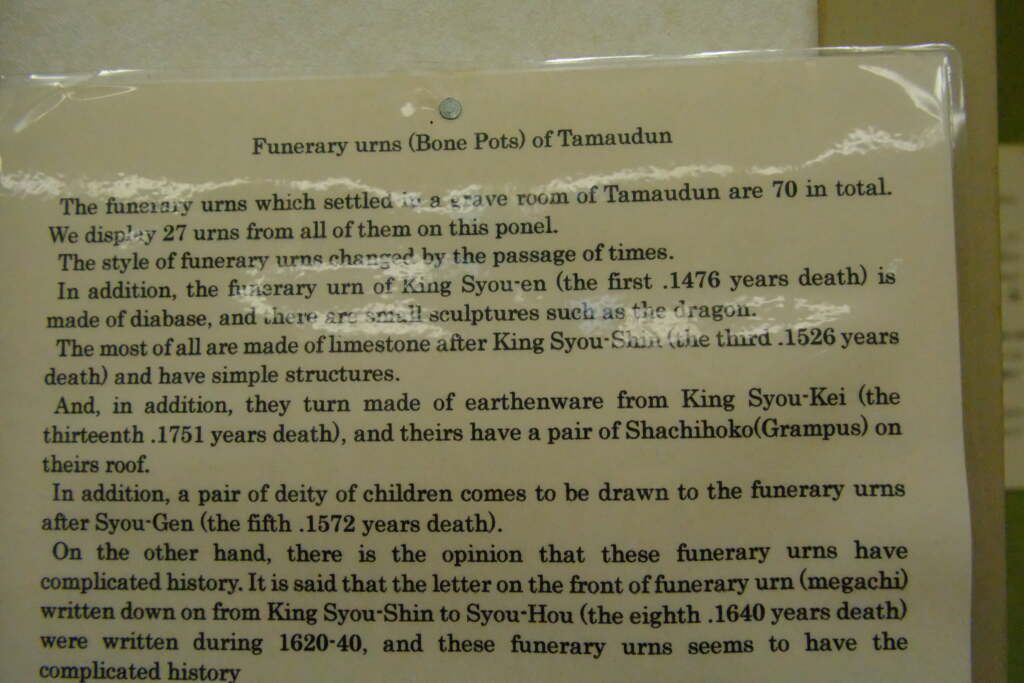 Funerary urns (Bone Pots) of Tamaudun
The funerary urns which settled in a grave room of Tamaudun are 70 in total.
We display 27 urns from all of them on this ponel.
The style of funerary urns changed by the passage of times.
In addition, the funerary urn of King Syou-en (the first .1476 years death) is
made of diabase, and there are small sculptures such as the dragon.
The most of all are made of limestone after King Syou-Shin (the third .1526 years
death) and have simple structures.
And, in addition, they turn made of earthenware from King Syou-Kei (the
thirteenth .1751 years death), and theirs have a pair of Shachihoko(Grampus) on
theirs roof.
In addition, a pair of deity of children comes to be drawn to the funerary urns
after Syou-Gen (the fifth .1572 years death).
On the other hand, there is the opinion that these funerary urns have
complicated history. It is said that the letter on the front of funerary urn (megachi)
written down on from King Syou-Shin to Syou-Hou (the eighth .1640 years death)
were written during 1620-40, and these funerary urns seems to have the
complicated history